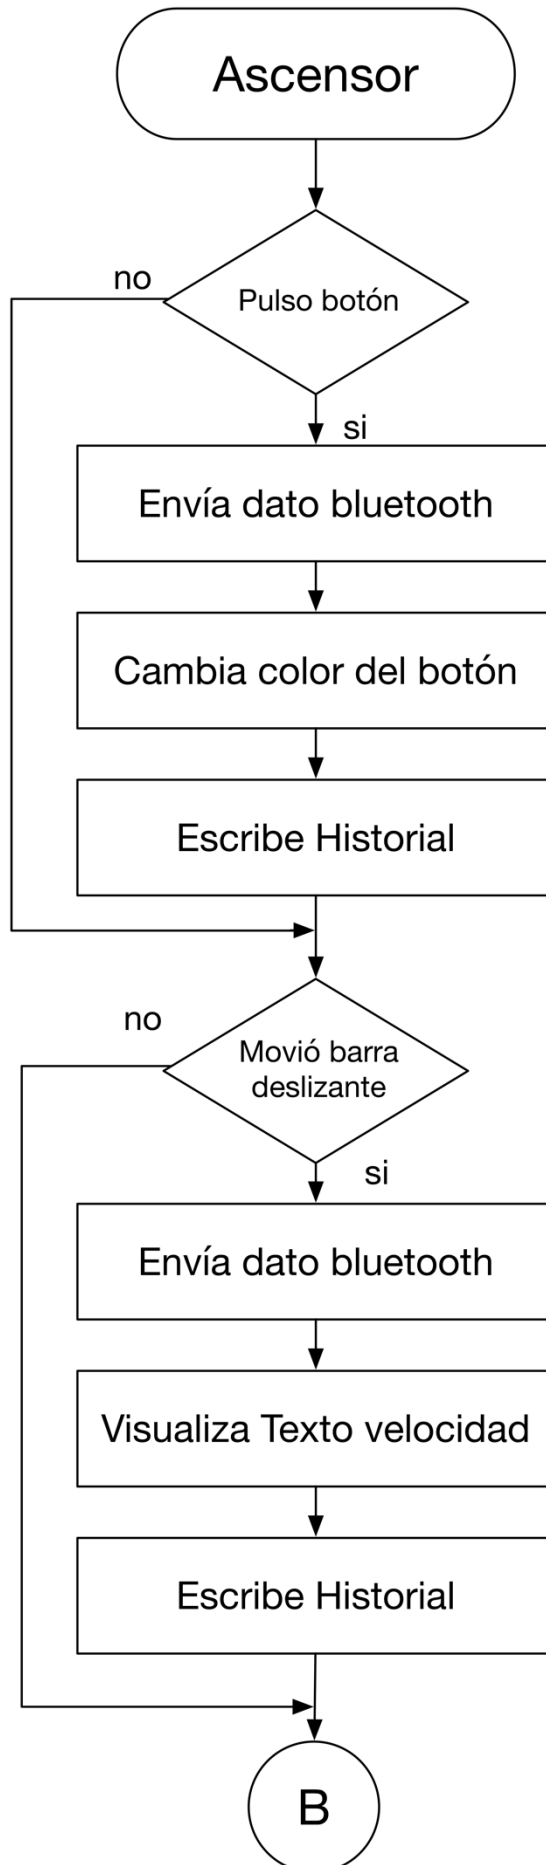 Ascensor
no
Pulso botón
si
Envía dato bluetooth
Cambia color del botón
Escribe Historial
no
Movió barra
deslizante
si
Envía dato bluetooth
Visualiza Texto velocidad
Escribe Historial
B